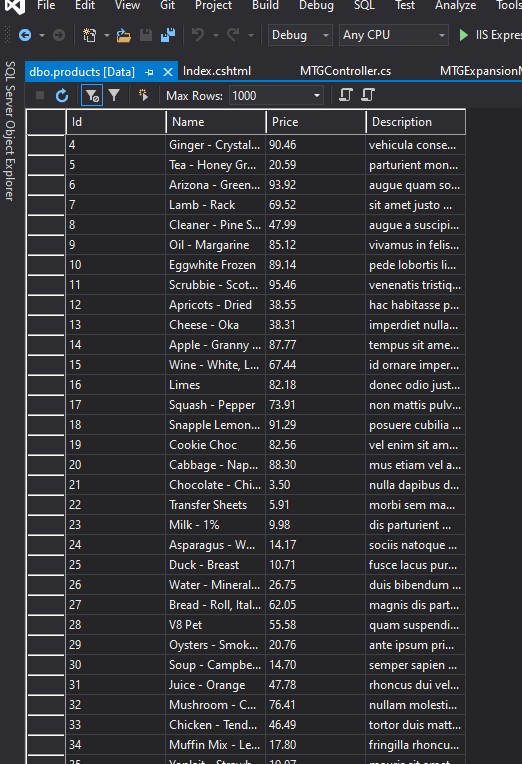 File Edit View Git Project Build Debug SQL Test Analyze Tools
Debug Any CPU IIS Expres
SQL Server Object Explorer
dbo.products [Data] Index.cshtml MTGController.cs MTGExpansionM
Max Rows: 1000
Id Name Price Description
4 Ginger - Crystal... 90.46 vehicula conse...
5 Tea - Honey Gr... 20.59 parturient mon...
6 Arizona - Green... 93.92 augue quam so...
7 Lamb - Rack 69.52 sit amet justo ...
8 Cleaner - Pine S... 47.99 augue a suscipi...
9 Oil - Margarine 85.12 vivamus in felis...
10 Eggwhite Frozen 89.14 pede lobortis li...
11 Scrubbie - Scot... 95.46 venenatis tristiq...
12 Apricots - Dried 38.55 hac habitasse p...
13 Cheese - Oka 38.31 imperdiet nulla...
14 Apple - Granny ... 87.77 tempus sit ame...
15 Wine - White, L... 67.44 id ornare imper...
16 Limes 82.18 donec odio just...
17 Squash - Pepper 73.91 non mattis pulv...
18 Snapple Lemon... 91.29 posuere cubilia ...
19 Cookie Choc 82.56 vel enim sit am...
20 Cabbage - Nap... 88.30 mus etiam vel a...
21 Chocolate - Chi... 3.50 nulla dapibus d...
22 Transfer Sheets 5.91 morbi sem ma...
23 Milk - 1% 9.98 dis parturient ...
24 Asparagus - W... 14.17 sociis natoque ...
25 Duck - Breast 10.71 fusce lacus pur...
26 Water - Mineral... 26.75 duis bibendum ...
27 Bread - Roll, Ital... 62.05 magnis dis part...
28 V8 Pet 55.58 quam suspendi...
29 Oysters - Smok... 20.76 ante ipsum pri...
30 Soup - Campbe... 14.70 semper sapien ...
31 Juice - Orange 47.78 rhoncus dui vel...
32 Mushroom - C... 76.41 nullam molesti...
33 Chicken - Tend... 46.49 tortor duis matt...
34 Muffin Mix - Le... 17.80 fringilla rhoncu...